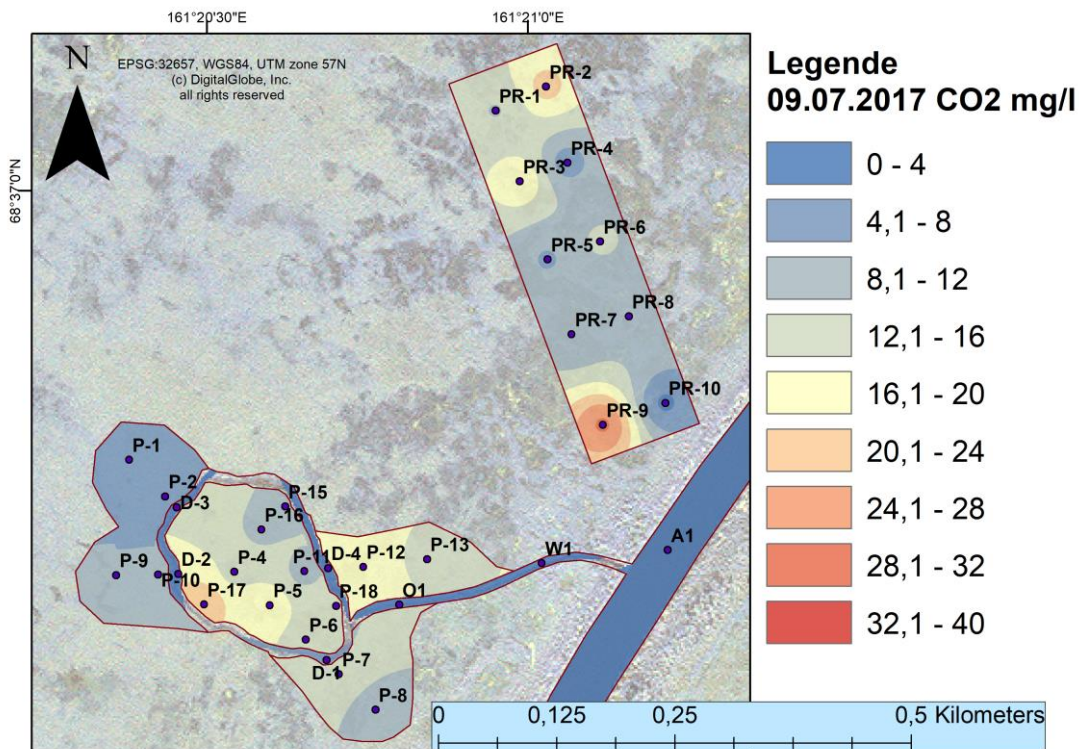 161°20'30"E
161°21'0"E
68°37'0"N
N
EPSG:32657, WGS84, UTM zone 57N
(c) DigitalGlobe, Inc.
all rights reserved
PR-2
PR-1
PR-4
PR-3
PR-6
PR-5
PR-8
PR-7
PR-10
PR-9
P-1
P-2
D-3
P-15
P-16
P-9
P-10
D-2
P-4
P-11
D-4
P-12
P-13
W1
A1
P-17
P-5
P-18
O1
P-6
P-7
D-1
P-8
Legende
09.07.2017 CO2 mg/l
0 - 4
4,1 - 8
8,1 - 12
12,1 - 16
16,1 - 20
20,1 - 24
24,1 - 28
28,1 - 32
32,1 - 40
0 0,125 0,25 0,5 Kilometers